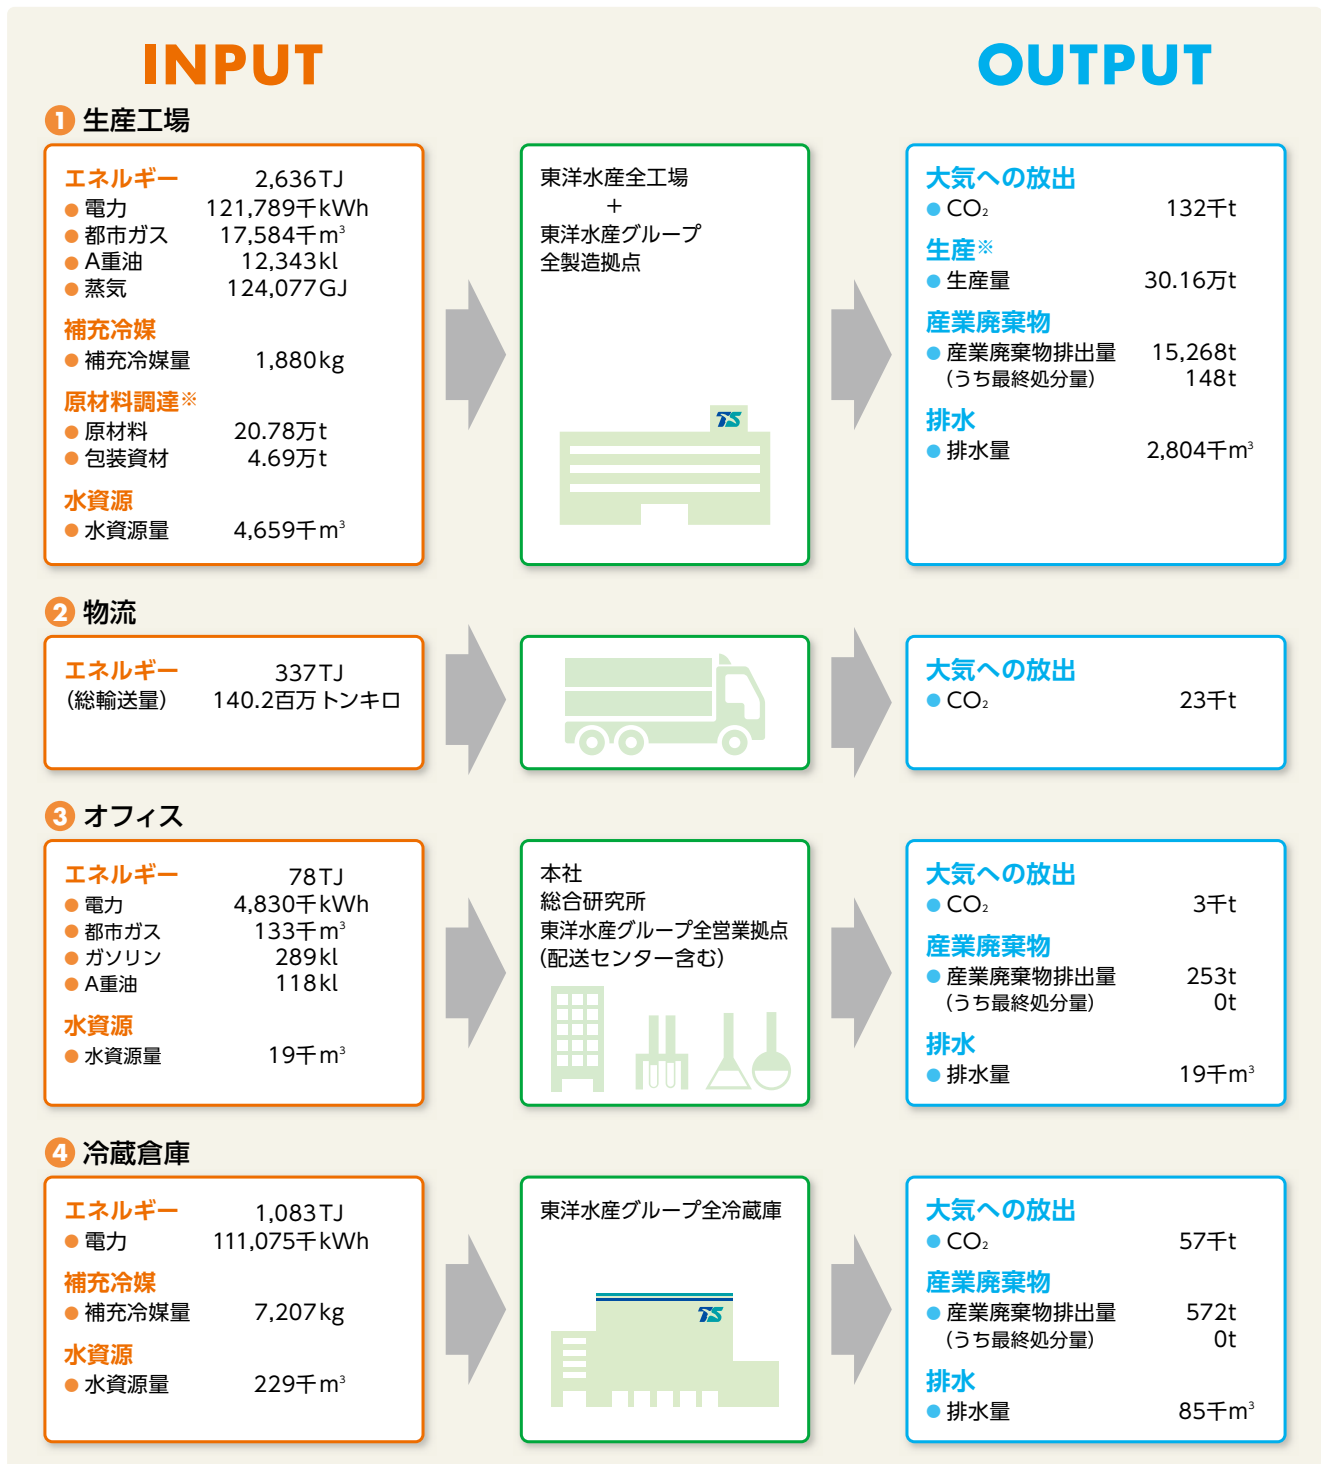 INPUT
OUTPUT
1 生産工場
エネルギー 2,636TJ
● 電力 121,789千kWh
● 都市ガス 17,584千m³
● A重油 12,343kl
● 蒸気 124,077GJ
補充冷媒
● 補充冷媒量 1,880kg
原材料調達※
● 原材料 20.78万t
● 包装資材 4.69万t
水資源
● 水資源量 4,659千m³
東洋水産全工場
＋
東洋水産グループ
全製造拠点
TS
大気への放出
● CO₂ 132千t
生産※
● 生産量 30.16万t
産業廃棄物
● 産業廃棄物排出量 15,268t
（うち最終処分量） 148t
排水
● 排水量 2,804千m³
2 物流
エネルギー 337TJ
（総輸送量） 140.2百万トンキロ
大気への放出
● CO₂ 23千t
3 オフィス
エネルギー 78TJ
● 電力 4,830千kWh
● 都市ガス 133千m³
● ガソリン 289kl
● A重油 118kl
水資源
● 水資源量 19千m³
本社
総合研究所
東洋水産グループ全営業拠点
（配送センター含む）
大気への放出
● CO₂ 3千t
産業廃棄物
● 産業廃棄物排出量 253t
（うち最終処分量） 0t
排水
● 排水量 19千m³
4 冷蔵倉庫
エネルギー 1,083TJ
● 電力 111,075千kWh
補充冷媒
● 補充冷媒量 7,207kg
水資源
● 水資源量 229千m³
東洋水産グループ全冷蔵庫
TS
大気への放出
● CO₂ 57千t
産業廃棄物
● 産業廃棄物排出量 572t
（うち最終処分量） 0t
排水
● 排水量 85千m³